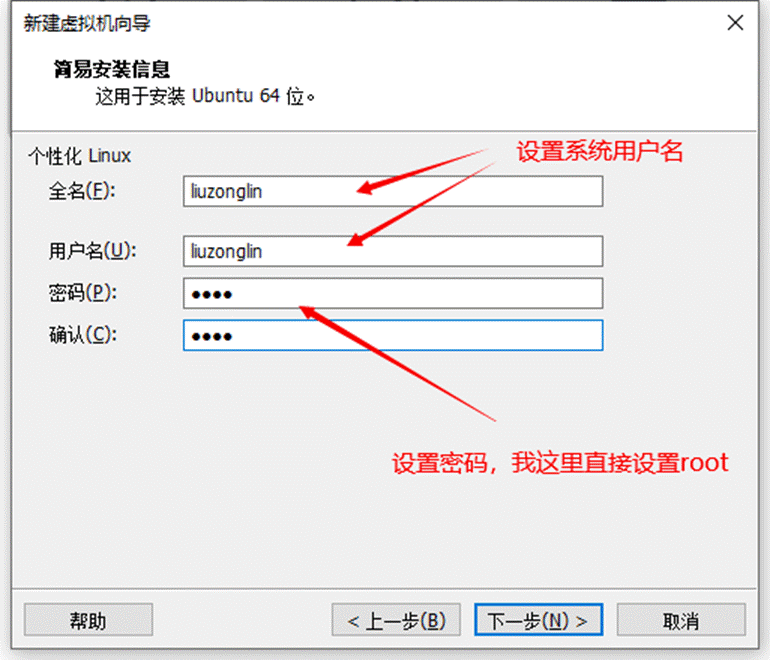 新建虚拟机向导
简易安装信息
这用于安装 Ubuntu 64 位。
个性化 Linux
设置系统用户名
全名(F): liuzonglin
用户名(U): liuzonglin
密码(P): ●●●●
确认(C): ●●●●
设置密码，我这里直接设置root
帮助 < 上一步(B) 下一步(N) > 取消